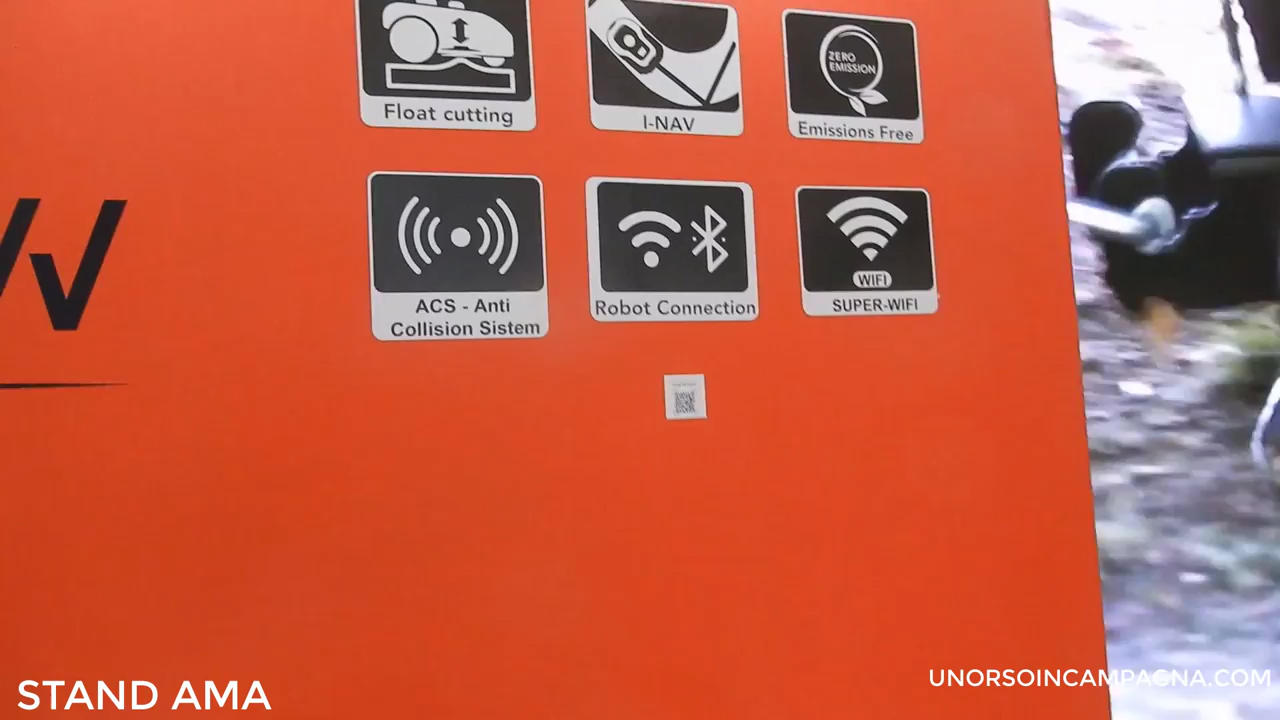 Float cutting
I-NAV
ZERO
EMISSION
Emissions Free
ACS - Anti
Collision Sistem
Robot Connection
WIFI
SUPER-WIFI
STAND AMA
UNORSOINCAMPAGNA.COM